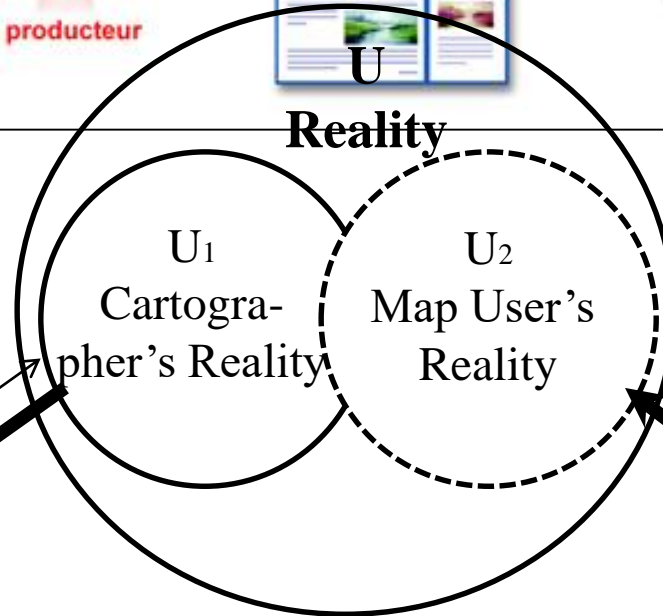 producteur
U
Reality
U₁
Cartogra-
pher’s Reality
U₂
Map User’s
Reality